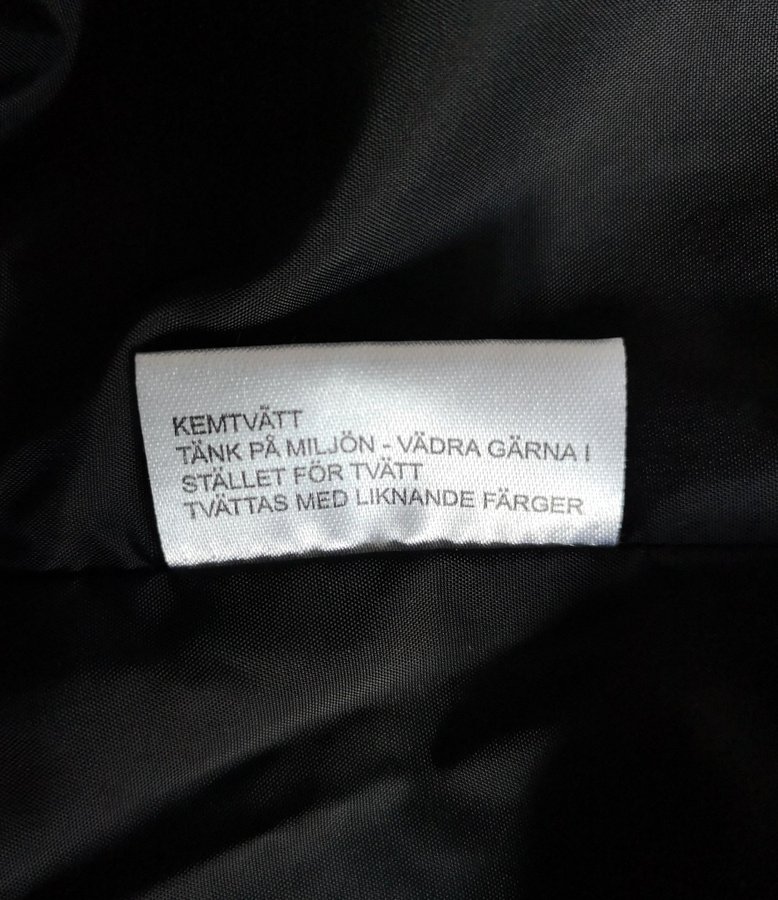 KEMTVÄTT
TÄNK PÅ MILJÖN - VÄDRA GÄRNA I
STÄLLET FÖR TVÄTT
TVÄTTAS MED LIKNANDE FÄRGER